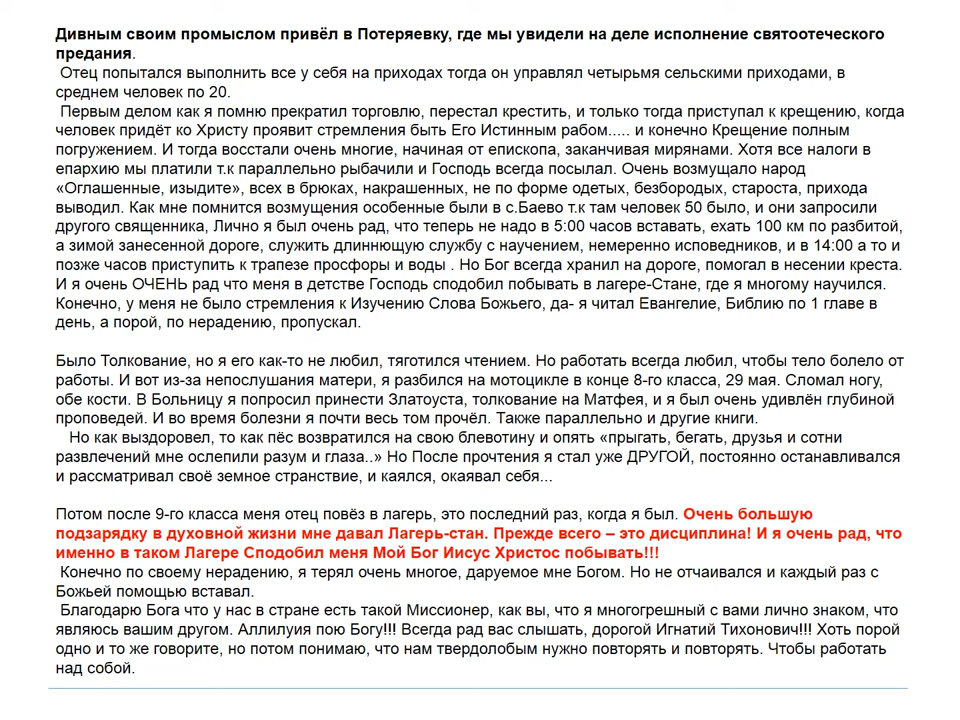 Дивным своим промыслом привёл в Потеряевку, где мы увидели на деле исполнение святоотеческого
предания.
Отец попытался выполнить все у себя на приходах тогда он управлял четырьмя сельскими приходами, в
среднем человек по 20.
Первым делом как я помню прекратил торговлю, перестал крестить, и только тогда приступал к крещению, когда
человек придёт ко Христу проявит стремления быть Его Истинным рабом..... и конечно Крещение полным
погружением. И тогда восстали очень многие, начиная от епископа, заканчивая мирянами. Хотя все налоги в
епархию мы платили т.к параллельно рыбачили и Господь всегда посылал. Очень возмущало народ
«Оглашенные, изыдите», всех в брюках, накрашенных, не по форме одетых, безбородых, староста, прихода
выводил. Как мне помнится возмущения особенные были в с.Баево т.к там человек 50 было, и они запросили
другого священника, Лично я был очень рад, что теперь не надо в 5:00 часов вставать, ехать 100 км по разбитой,
а зимой занесенной дороге, служить длиннющую службу с научением, немеренно исповедников, и в 14:00 а то и
позже часов приступить к трапезе просфоры и воды . Но Бог всегда хранил на дороге, помогал в несении креста.
И я очень ОЧЕНЬ рад что меня в детстве Господь сподобил побывать в лагере-Стане, где я многому научился.
Конечно, у меня не было стремления к Изучению Слова Божьего, да- я читал Евангелие, Библию по 1 главе в
день, а порой, по нерадению, пропускал.
Было Толкование, но я его как-то не любил, тяготился чтением. Но работать всегда любил, чтобы тело болело от
работы. И вот из-за непослушания матери, я разбился на мотоцикле в конце 8-го класса, 29 мая. Сломал ногу,
обе кости. В Больницу я попросил принести Златоуста, толкование на Матфея, и я был очень удивлён глубиной
проповедей. И во время болезни я почти весь том прочёл. Также параллельно и другие книги.
Но как выздоровел, то как пёс возвратился на свою блевотину и опять «прыгать, бегать, друзья и сотни
развлечений мне ослепили разум и глаза..» Но После прочтения я стал уже ДРУГОЙ, постоянно останавливался
и рассматривал своё земное странствие, и каялся, окаявал себя...
Потом после 9-го класса меня отец повёз в лагерь, это последний раз, когда я был. Очень большую
подзарядку в духовной жизни мне давал Лагерь-стан. Прежде всего – это дисциплина! И я очень рад, что
именно в таком Лагере Сподобил меня Мой Бог Иисус Христос побывать!!!
Конечно по своему нерадению, я терял очень многое, даруемое мне Богом. Но не отчаивался и каждый раз с
Божьей помощью вставал.
Благодарю Бога что у нас в стране есть такой Миссионер, как вы, что я многогрешный с вами лично знаком, что
являюсь вашим другом. Аллилуия пою Богу!!! Всегда рад вас слышать, дорогой Игнатий Тихонович!!! Хоть порой
одно и то же говорите, но потом понимаю, что нам твердолобым нужно повторять и повторять. Чтобы работать
над собой.